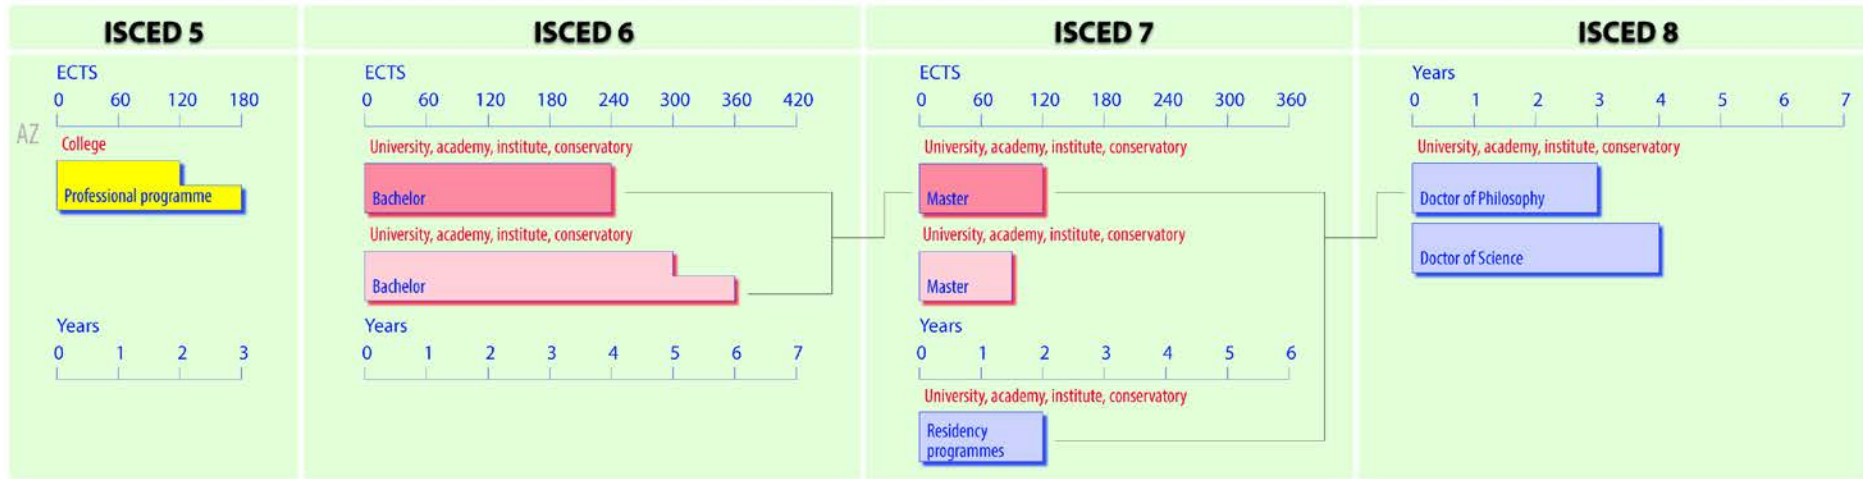 ISCED 5
ISCED 6
ISCED 7
ISCED 8
AZ
ECTS
0 60 120 180
College
Professional programme
Years
0 1 2 3
ECTS
0 60 120 180 240 300 360 420
University, academy, institute, conservatory
Bachelor
University, academy, institute, conservatory
Bachelor
Years
0 1 2 3 4 5 6 7
ECTS
0 60 120 180 240 300 360
University, academy, institute, conservatory
Master
University, academy, institute, conservatory
Master
Years
0 1 2 3 4 5 6
University, academy, institute, conservatory
Residency
programmes
Years
0 1 2 3 4 5 6 7
University, academy, institute, conservatory
Doctor of Philosophy
Doctor of Science